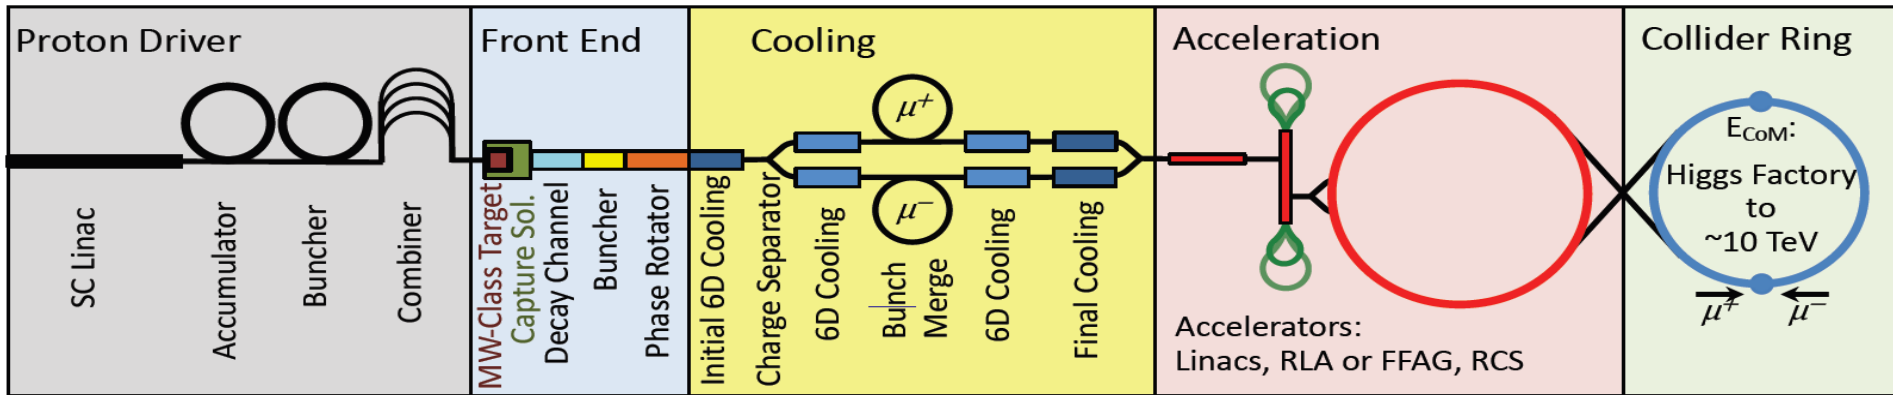 Proton Driver
SC Linac
Accumulator
Buncher
Combiner
Front End
MW-Class Target
Capture Sol.
Decay Channel
Buncher
Phase Rotator
Cooling
Initial 6D Cooling
Charge Separator
6D Cooling
μ+
μ−
Bunch
Merge
6D Cooling
Final Cooling
Acceleration
Accelerators:
Linacs, RLA or FFAG, RCS
Collider Ring
ECoM:
Higgs Factory
to
~10 TeV
μ+ μ−